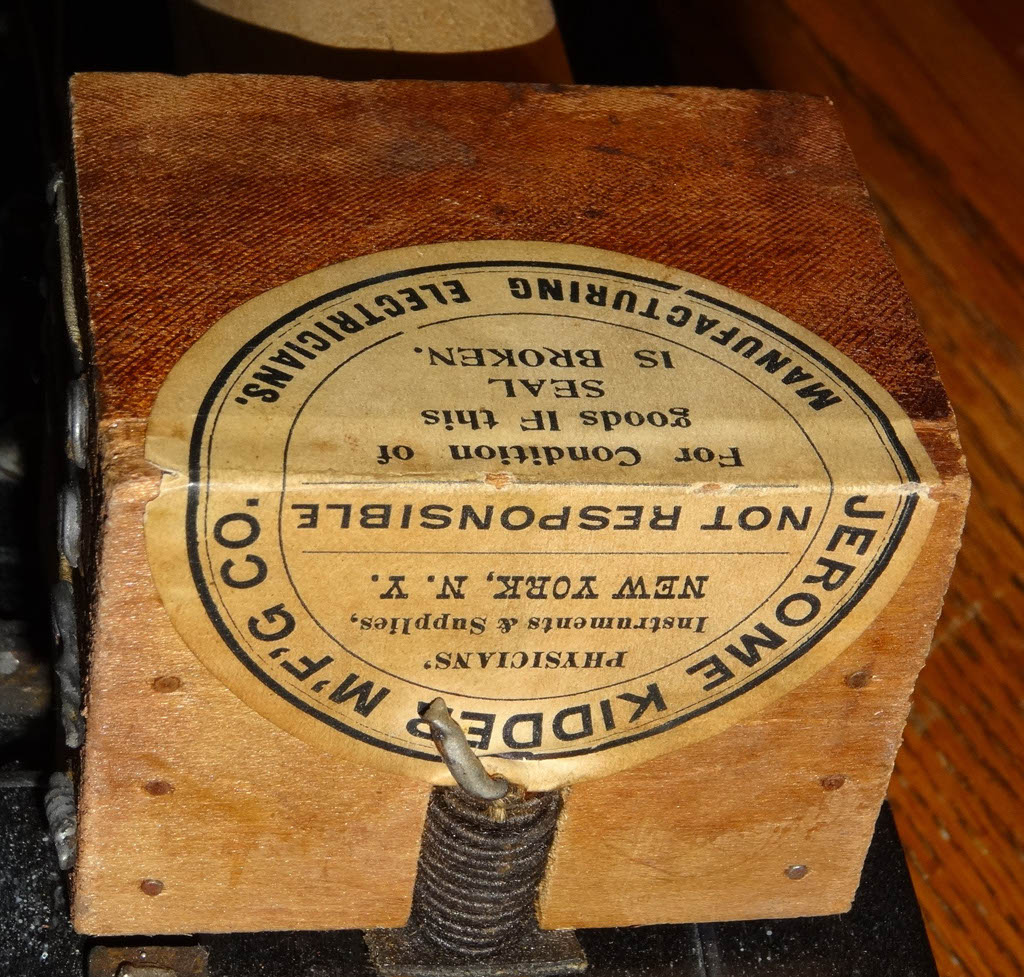 JEROME KIDDER M'F'G CO.
PHYSICIANS'
Instruments & Supplies,
NEW YORK, N. Y.
NOT RESPONSIBLE
For Condition of
goods IF this
SEAL
IS BROKEN.
MANUFACTURING ELECTRICIANS.